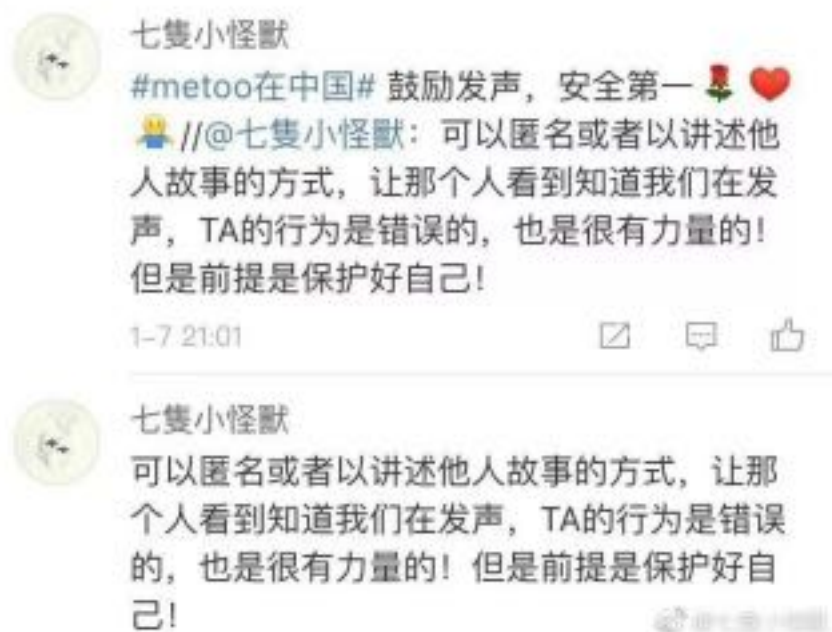 七隻小怪獸
#metoo在中国# 鼓励发声，安全第一🌹❤️
//@七隻小怪獸：可以匿名或者以讲述他
人故事的方式，让那个人看到知道我们在发
声，TA的行为是错误的，也是很有力量的！
但是前提是保护好自己！
1-7 21:01
七隻小怪獸
可以匿名或者以讲述他人故事的方式，让那
个人看到知道我们在发声，TA的行为是错误
的，也是很有力量的！但是前提是保护好自
己！